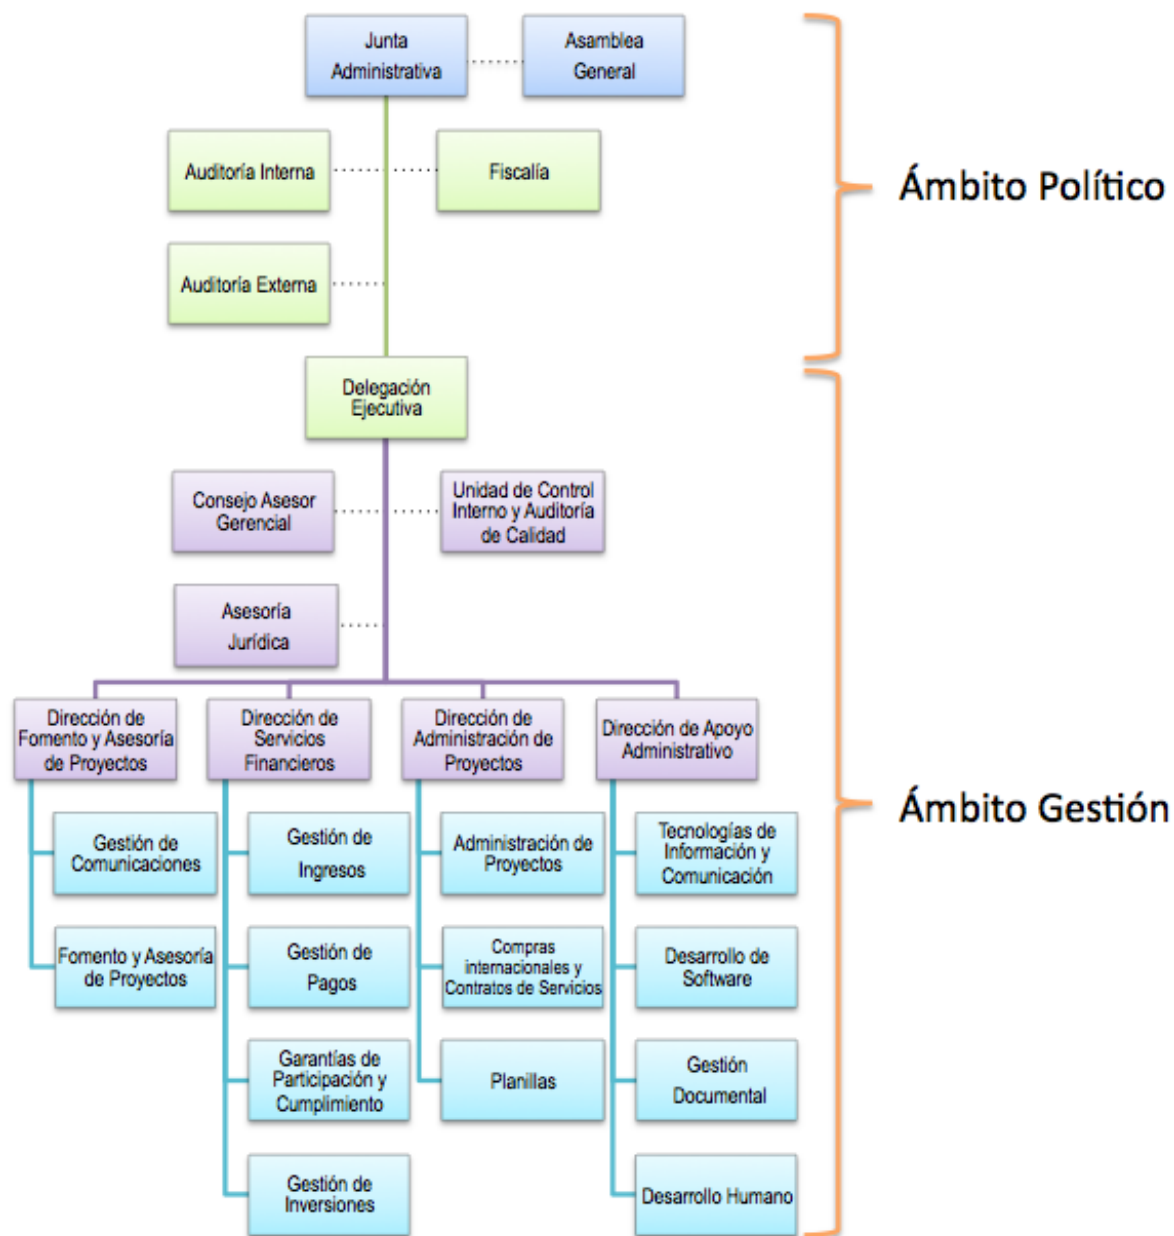 Junta
Administrativa
Asamblea
General
Auditoría Interna
Fiscalía
Ámbito Político
Auditoría Externa
Delegación
Ejecutiva
Consejo Asesor
Gerencial
Unidad de Control
Interno y Auditoría
de Calidad
Asesoría
Jurídica
Dirección de
Fomento y Asesoría
de Proyectos
Dirección de
Servicios
Financieros
Dirección de
Administración de
Proyectos
Dirección de Apoyo
Administrativo
Ámbito Gestión
Gestión de
Comunicaciones
Gestión de
Ingresos
Administración de
Proyectos
Tecnologías de
Información y
Comunicación
Fomento y Asesoría
de Proyectos
Gestión de
Pagos
Compras
internacionales y
Contratos de Servicios
Desarrollo de
Software
Garantías de
Participación y
Cumplimiento
Planillas
Gestión
Documental
Gestión de
Inversiones
Desarrollo Humano